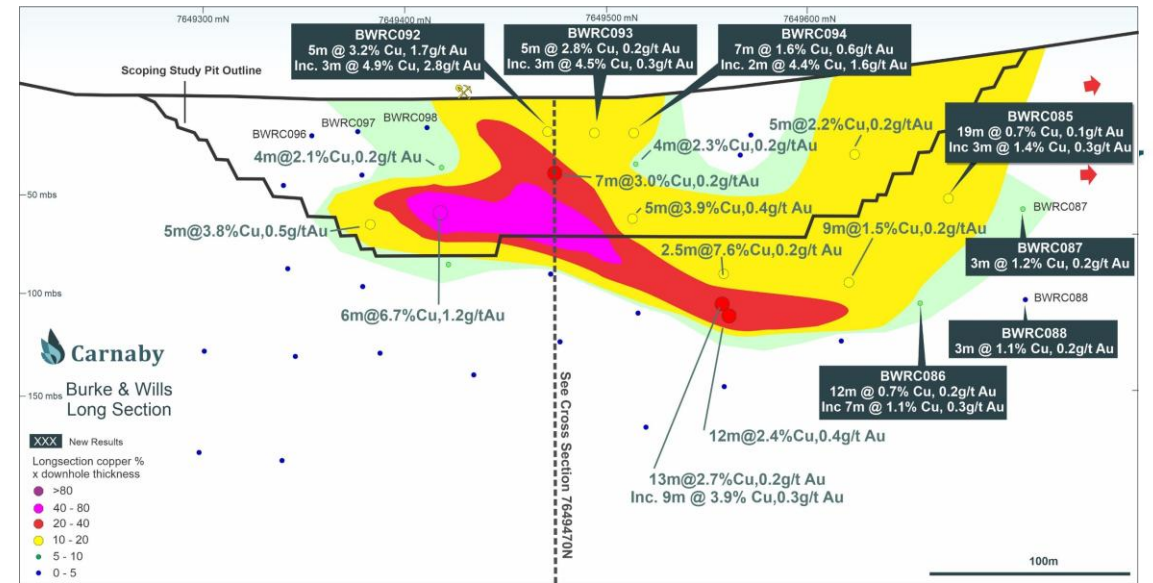 7649300 mN
7649400 mN
7649500 mN
7649600 mN
BWRC092
5m @ 3.2% Cu, 1.7g/t Au
Inc. 3m @ 4.9% Cu, 2.8g/t Au
BWRC093
5m @ 2.8% Cu, 0.2g/t Au
Inc. 3m @ 4.5% Cu, 0.3g/t Au
BWRC094
7m @ 1.6% Cu, 0.6g/t Au
Inc. 2m @ 4.4% Cu, 1.6g/t Au
Scoping Study Pit Outline
BWRC096
BWRC097
BWRC098
4m@2.1%Cu,0.2g/t Au
4m@2.3%Cu,0.2g/tAu
5m@2.2%Cu,0.2g/tAu
BWRC085
19m @ 0.7% Cu, 0.1g/t Au
Inc 3m @ 1.4% Cu, 0.3g/t Au
7m@3.0%Cu,0.2g/tAu
50 mbs
5m@3.9%Cu,0.4g/t Au
5m@3.8%Cu,0.5g/tAu
9m@1.5%Cu,0.2g/tAu
2.5m@7.6%Cu,0.2g/t Au
BWRC087
BWRC087
3m @ 1.2% Cu, 0.2g/t Au
100 mbs
6m@6.7%Cu,1.2g/tAu
BWRC088
BWRC088
3m @ 1.1% Cu, 0.2g/t Au
BWRC086
12m @ 0.7% Cu, 0.2g/t Au
Inc 7m @ 1.1% Cu, 0.3g/t Au
Carnaby
Burke & Wills
Long Section
150 mbs
See Cross Section 7649470N
12m@2.4%Cu,0.4g/t Au
13m@2.7%Cu,0.2g/t Au
Inc. 9m @ 3.9% Cu,0.3g/t Au
XXX New Results
Longsection copper %
x downhole thickness
>80
40 - 80
20 - 40
10 - 20
5 - 10
0 - 5
100m